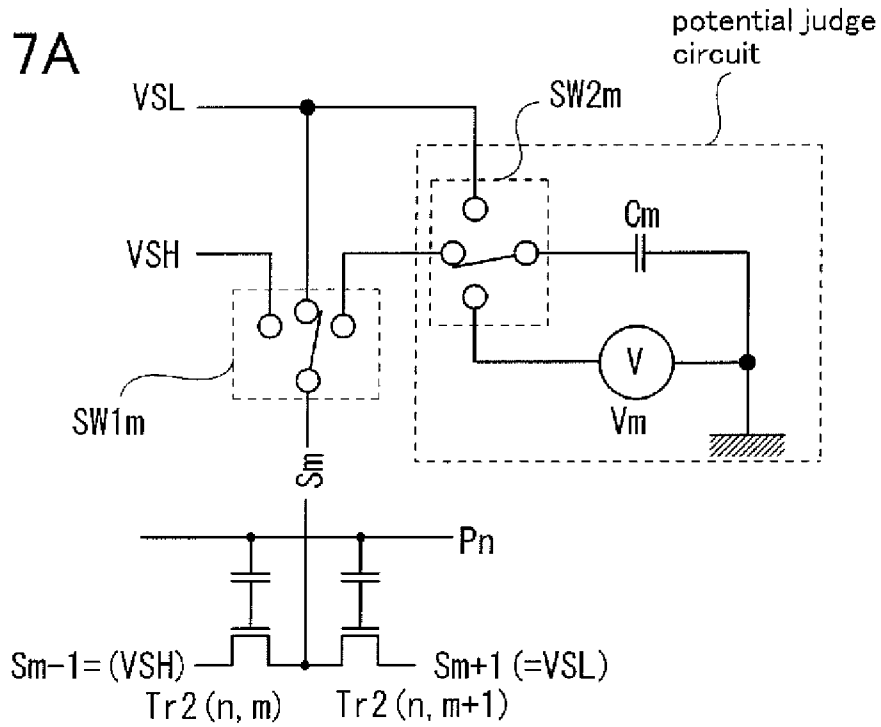 7A
potential judge
circuit
VSL
SW2m
Cm
VSH
V
Vm
SW1m
Sm
Pn
Sm-1=(VSH)
Sm+1(=VSL)
Tr2(n,m)
Tr2(n,m+1)